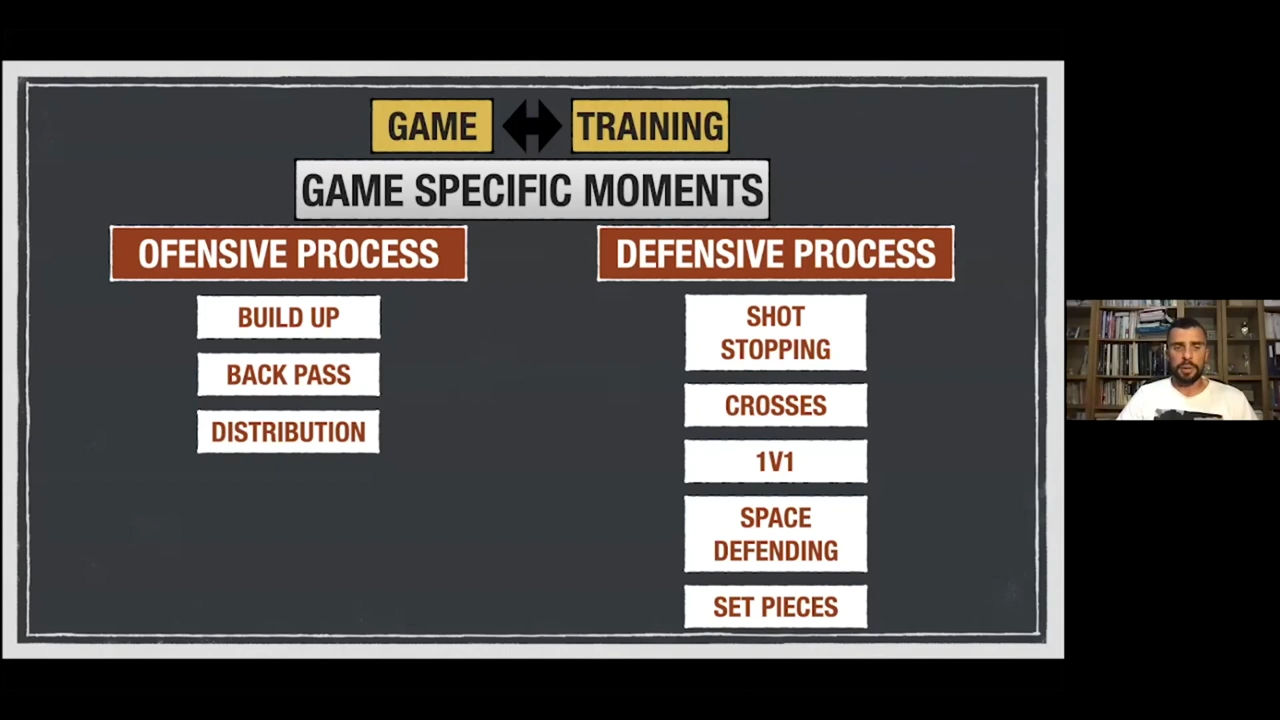 GAME TRAINING
GAME SPECIFIC MOMENTS
OFENSIVE PROCESS
BUILD UP
BACK PASS
DISTRIBUTION
DEFENSIVE PROCESS
SHOT
STOPPING
CROSSES
1V1
SPACE
DEFENDING
SET PIECES